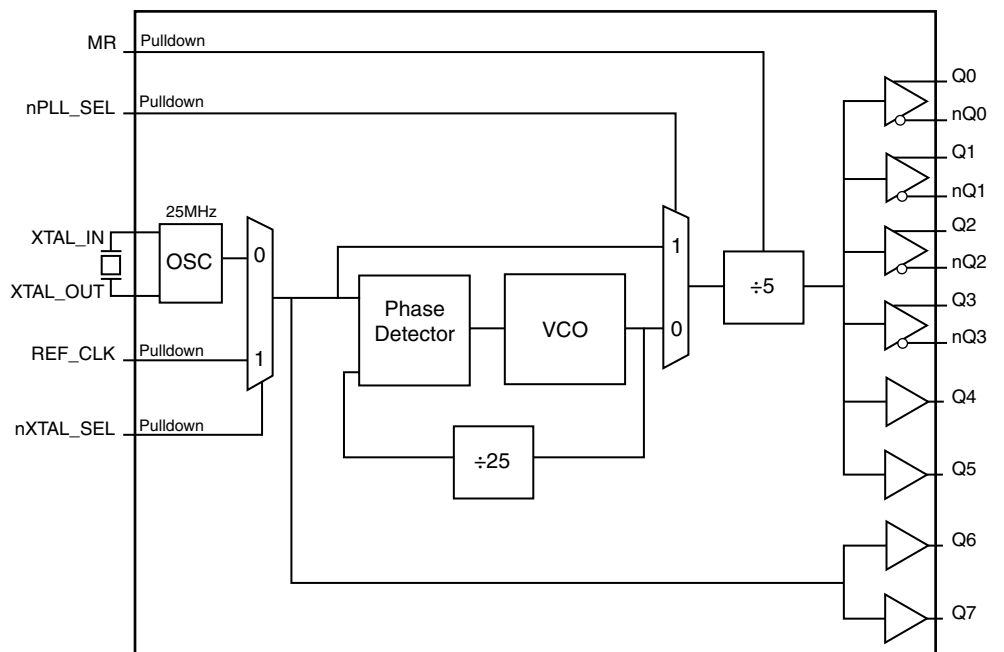 MR Pulldown
nPLL_SEL Pulldown
25MHz
XTAL_IN
OSC
XTAL_OUT
0
1
REF_CLK Pulldown
nXTAL_SEL Pulldown
Phase
Detector
VCO
÷25
1
0
÷5
Q0
nQ0
Q1
nQ1
Q2
nQ2
Q3
nQ3
Q4
Q5
Q6
Q7